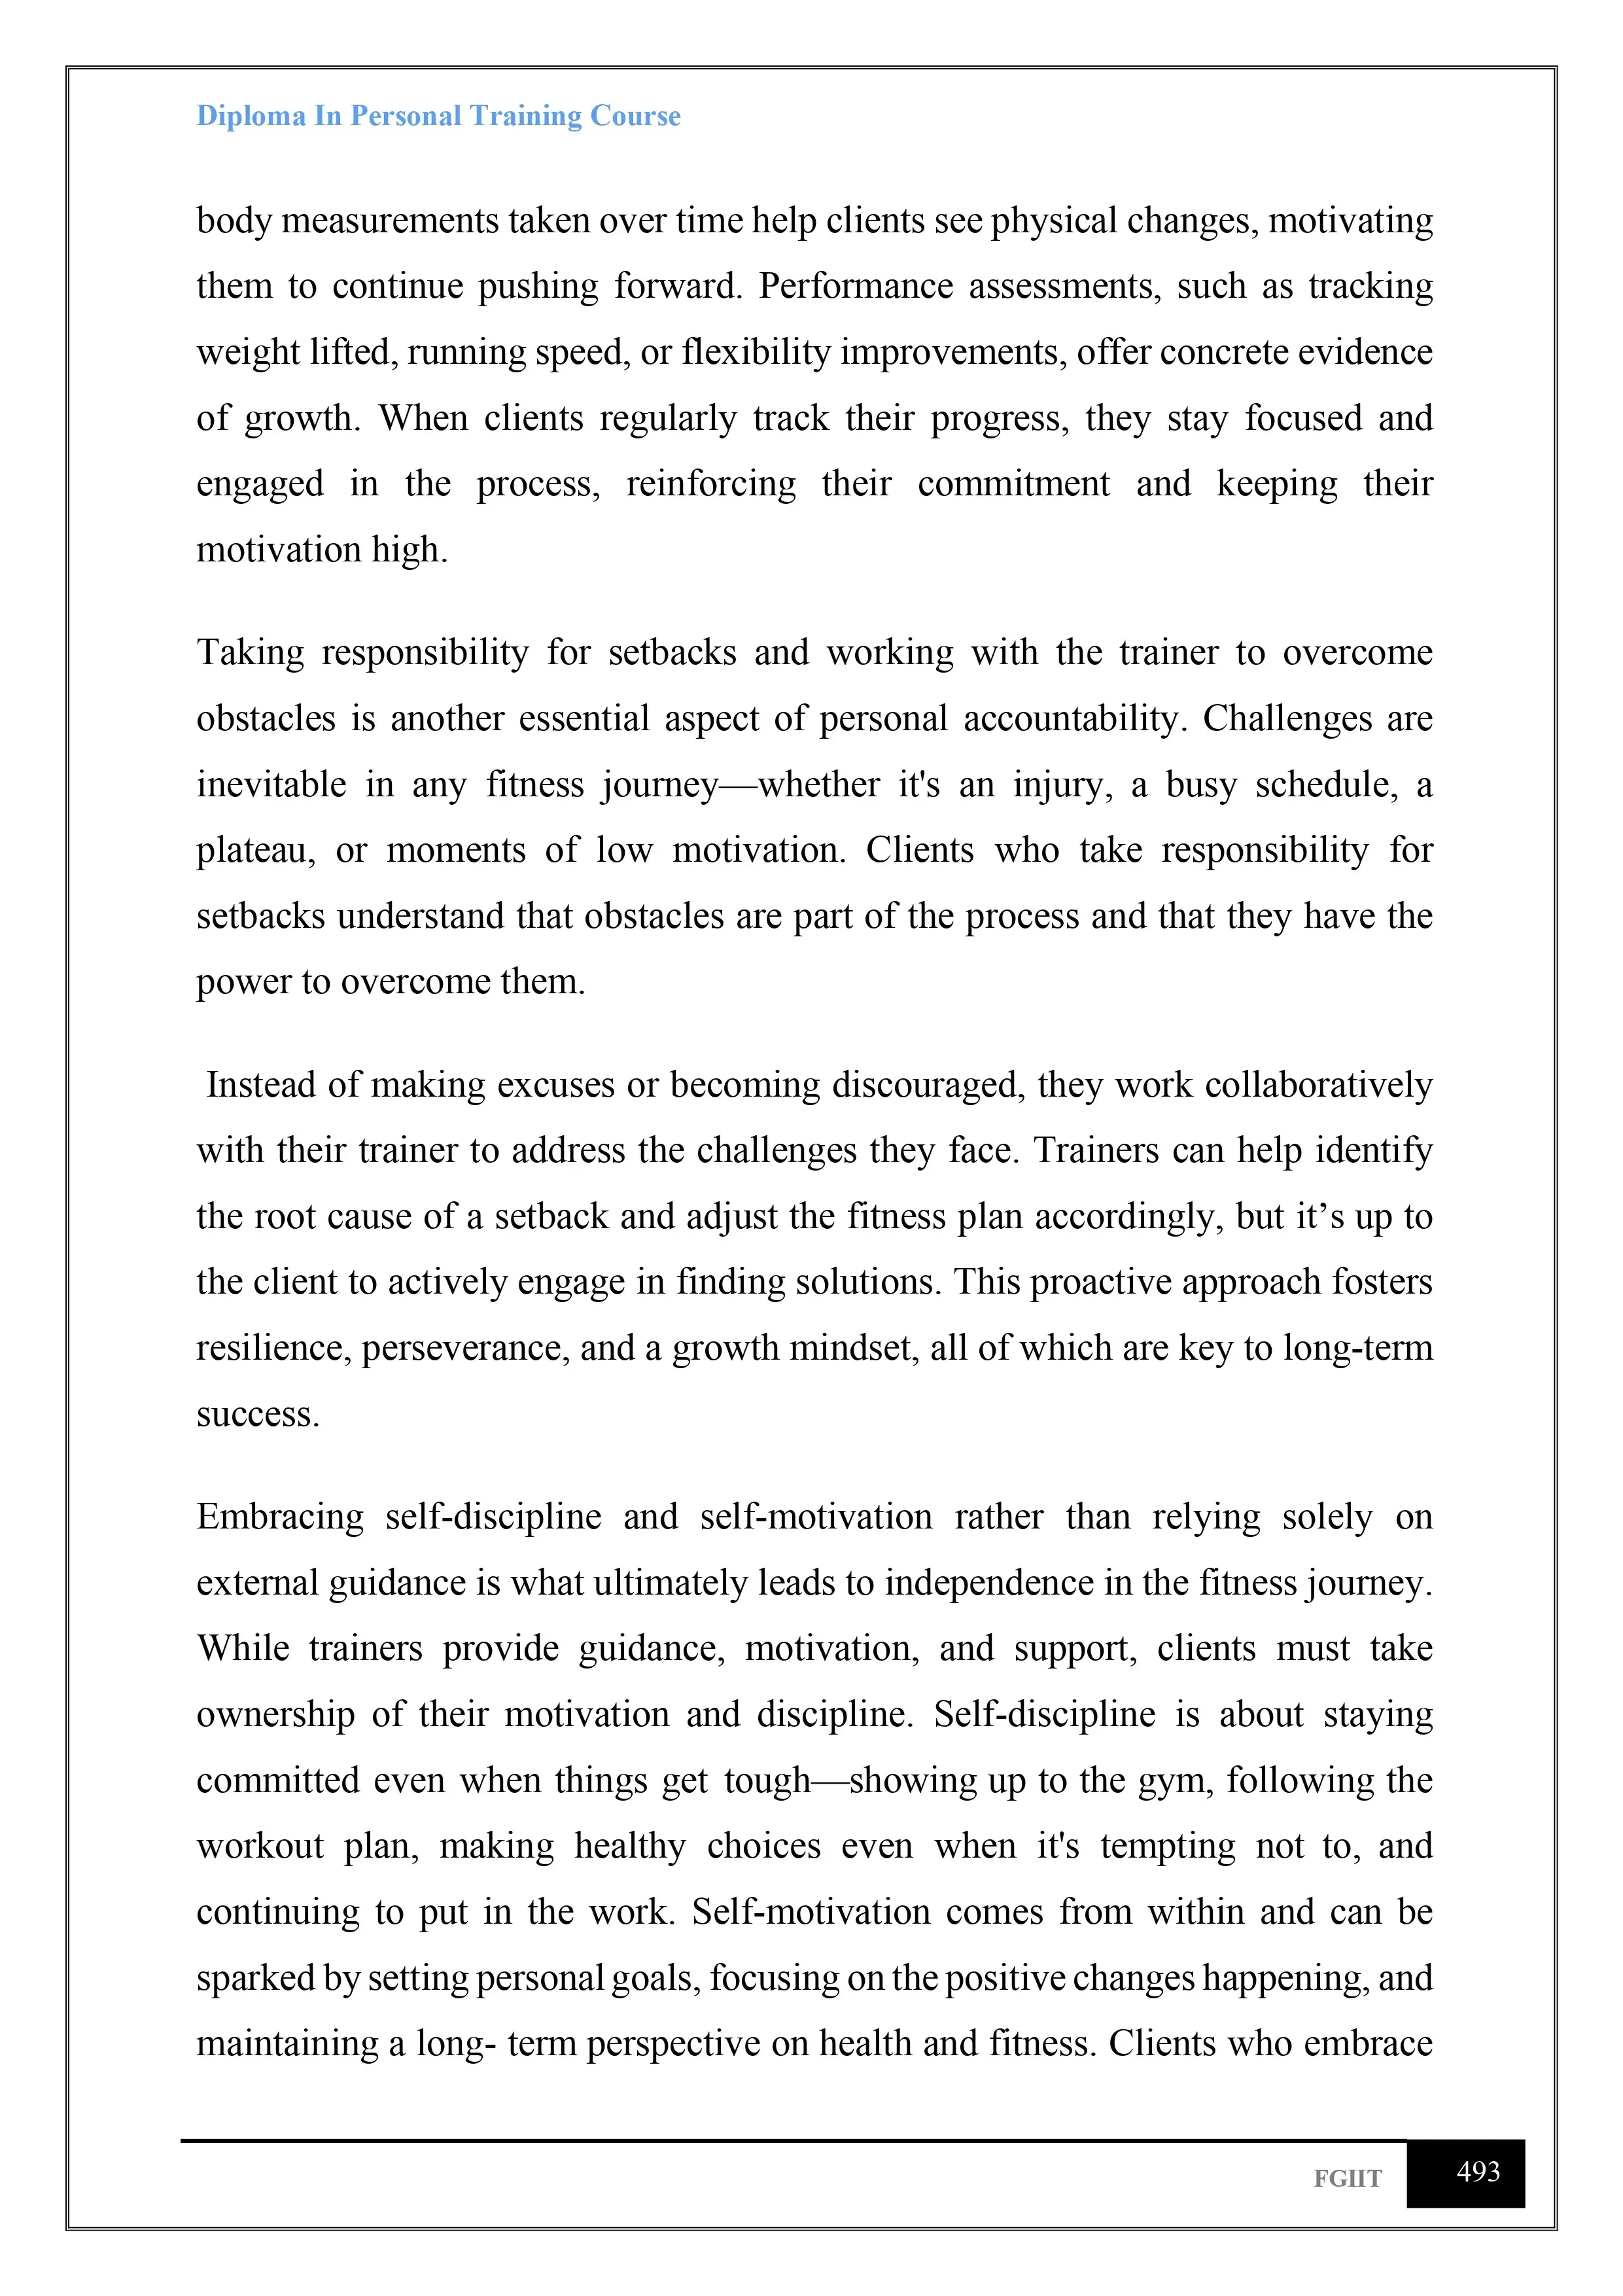 Diploma In Personal Training Course
body measurements taken over time help clients see physical changes, motivating
them to continue pushing forward. Performance assessments, such as tracking
weight lifted, running speed, or flexibility improvements, offer concrete evidence
of growth. When clients regularly track their progress, they stay focused and
engaged in the process, reinforcing their commitment and keeping their
motivation high.
Taking responsibility for setbacks and working with the trainer to overcome
obstacles is another essential aspect of personal accountability. Challenges are
inevitable in any fitness journey—whether it's an injury, a busy schedule, a
plateau, or moments of low motivation. Clients who take responsibility for
setbacks understand that obstacles are part of the process and that they have the
power to overcome them.
Instead of making excuses or becoming discouraged, they work collaboratively
with their trainer to address the challenges they face. Trainers can help identify
the root cause of a setback and adjust the fitness plan accordingly, but it’s up to
the client to actively engage in finding solutions. This proactive approach fosters
resilience, perseverance, and a growth mindset, all of which are key to long-term
success.
Embracing self-discipline and self-motivation rather than relying solely on
external guidance is what ultimately leads to independence in the fitness journey.
While trainers provide guidance, motivation, and support, clients must take
ownership of their motivation and discipline. Self-discipline is about staying
committed even when things get tough—showing up to the gym, following the
workout plan, making healthy choices even when it's tempting not to, and
continuing to put in the work. Self-motivation comes from within and can be
sparked by setting personal goals, focusing on the positive changes happening, and
maintaining a long- term perspective on health and fitness. Clients who embrace
FGIIT 493